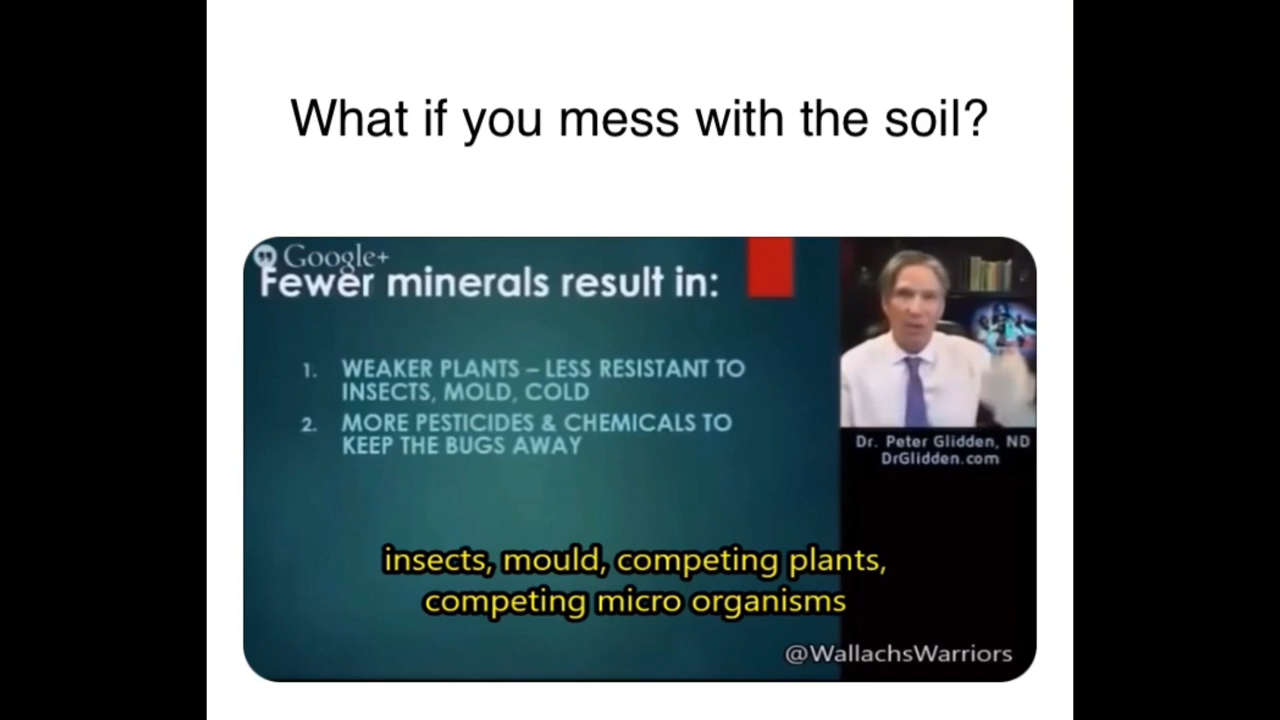 What if you mess with the soil?
Google+
Fewer minerals result in:
1. WEAKER PLANTS – LESS RESISTANT TO
INSECTS, MOLD, COLD
2. MORE PESTICIDES & CHEMICALS TO
KEEP THE BUGS AWAY
Dr. Peter Glidden, ND
DrGlidden.com
insects, mould, competing plants,
competing micro organisms
@WallachsWarriors